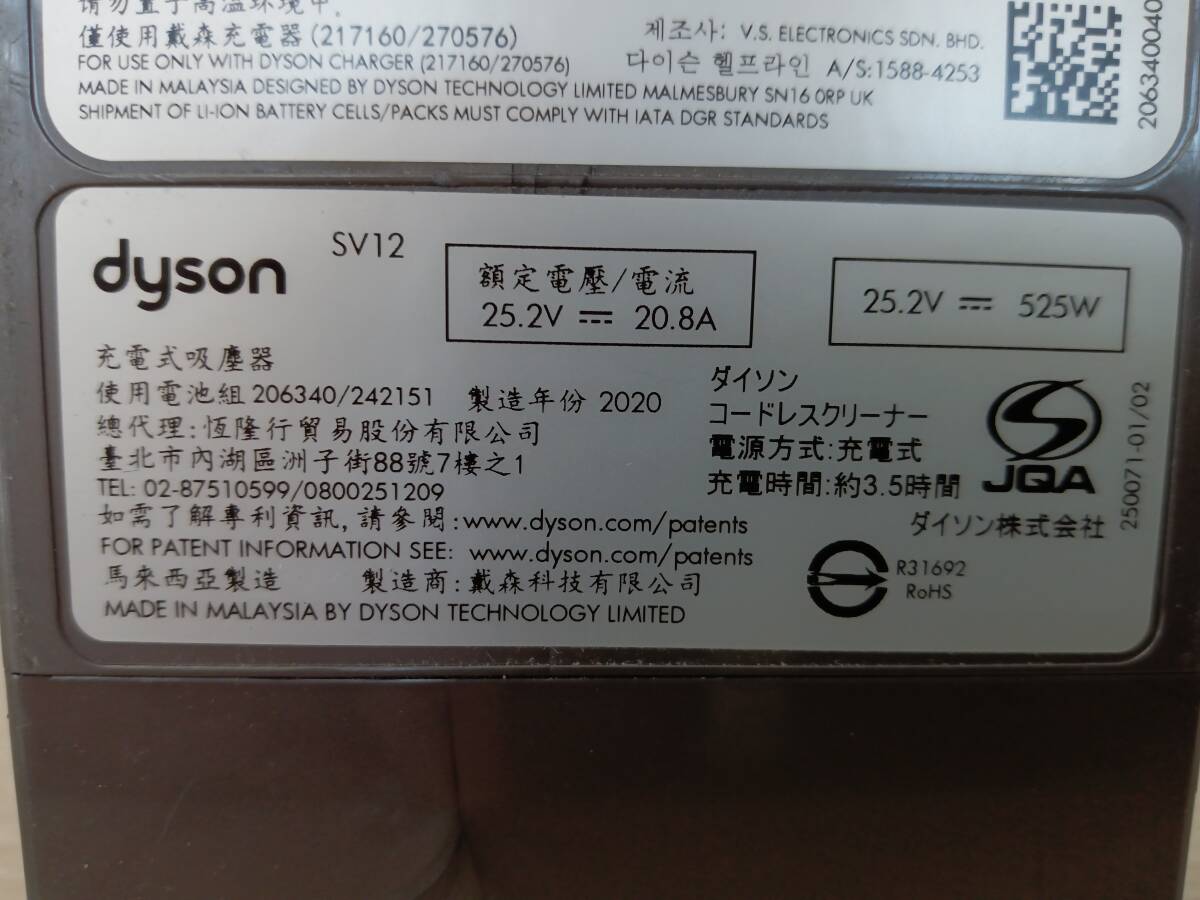 请勿置于高温环境中.
僅使用戴森充電器(217160/270576)
FOR USE ONLY WITH DYSON CHARGER (217160/270576)
제조사: V.S. ELECTRONICS SDN. BHD.
다이슨 헬프라인 A/S:1588-4253
MADE IN MALAYSIA DESIGNED BY DYSON TECHNOLOGY LIMITED MALMESBURY SN16 0RP UK
SHIPMENT OF LI-ION BATTERY CELLS/PACKS MUST COMPLY WITH IATA DGR STANDARDS
2063400040
dyson
SV12
額定電壓/電流
25.2V ⎓ 20.8A
25.2V ⎓ 525W
充電式吸塵器
使用電池組 206340/242151 製造年份 2020
總代理:恆隆行貿易股份有限公司
臺北市內湖區洲子街88號7樓之1
TEL: 02-87510599/0800251209
如需了解專利資訊,請參閱:www.dyson.com/patents
FOR PATENT INFORMATION SEE: www.dyson.com/patents
馬來西亞製造 製造商:戴森科技有限公司
MADE IN MALAYSIA BY DYSON TECHNOLOGY LIMITED
ダイソン
コードレスクリーナー
電源方式:充電式
充電時間:約3.5時間
JQA
ダイソン株式会社
R31692
RoHS
250071-01/02